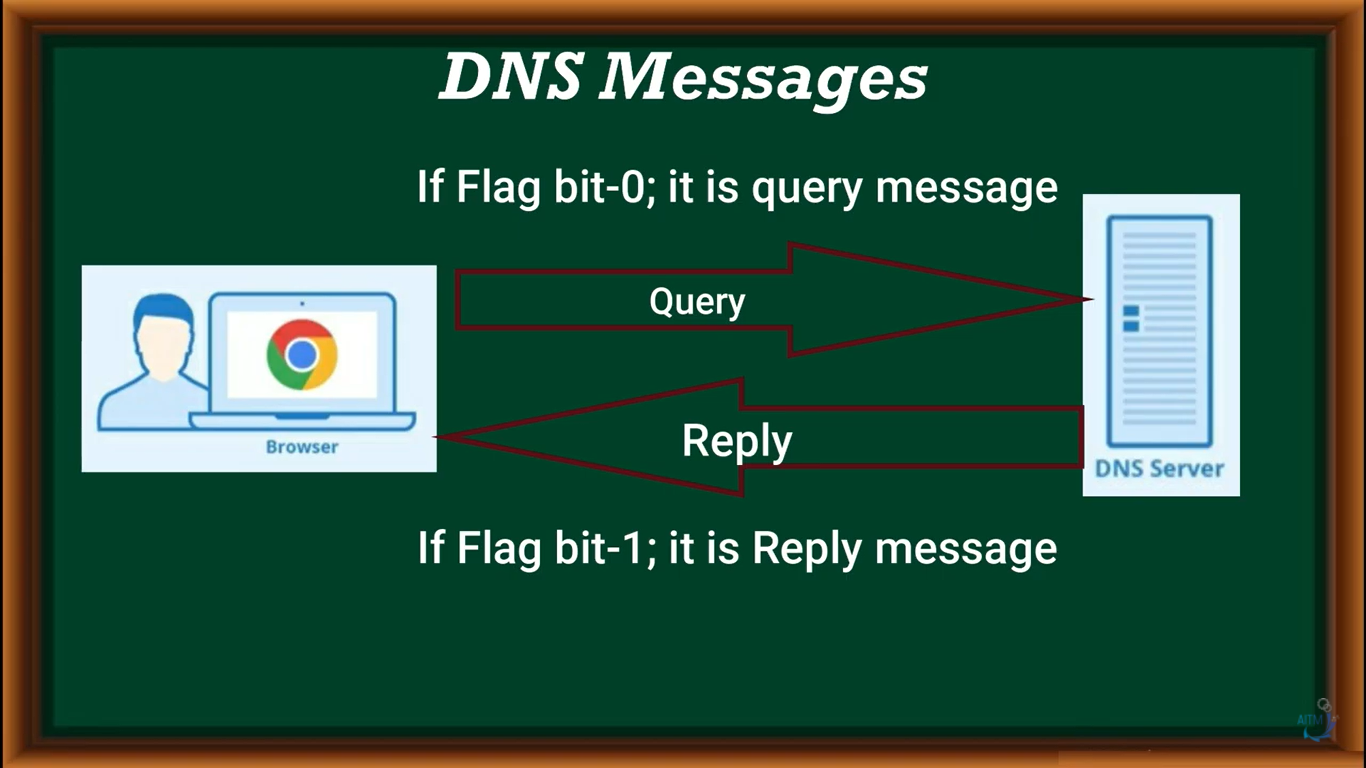 DNS Messages
If Flag bit-0; it is query message
Query
Browser
Reply
DNS Server
If Flag bit-1; it is Reply message
AITM